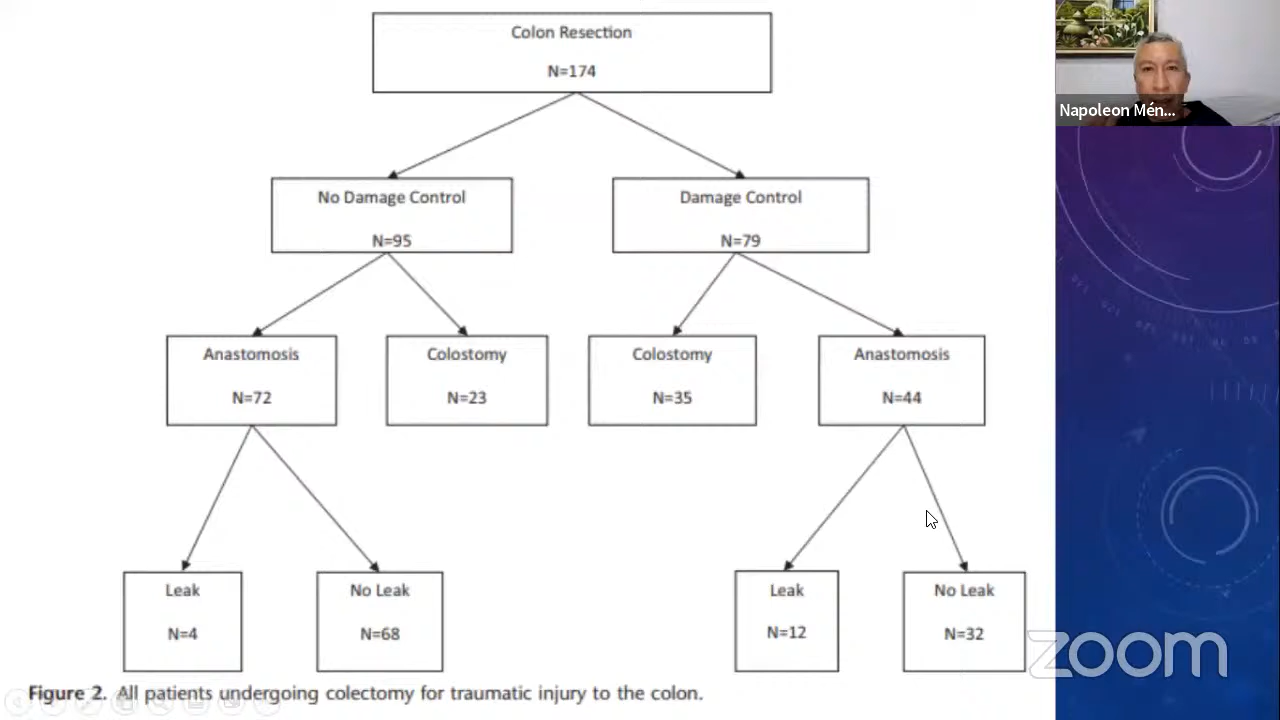 Colon Resection
N=174
Napoleon Mén...
No Damage Control
N=95
Damage Control
N=79
Anastomosis
N=72
Colostomy
N=23
Colostomy
N=35
Anastomosis
N=44
Leak
N=4
No Leak
N=68
Leak
N=12
No Leak
N=32
zoom
Figure 2. All patients undergoing colectomy for traumatic injury to the colon.